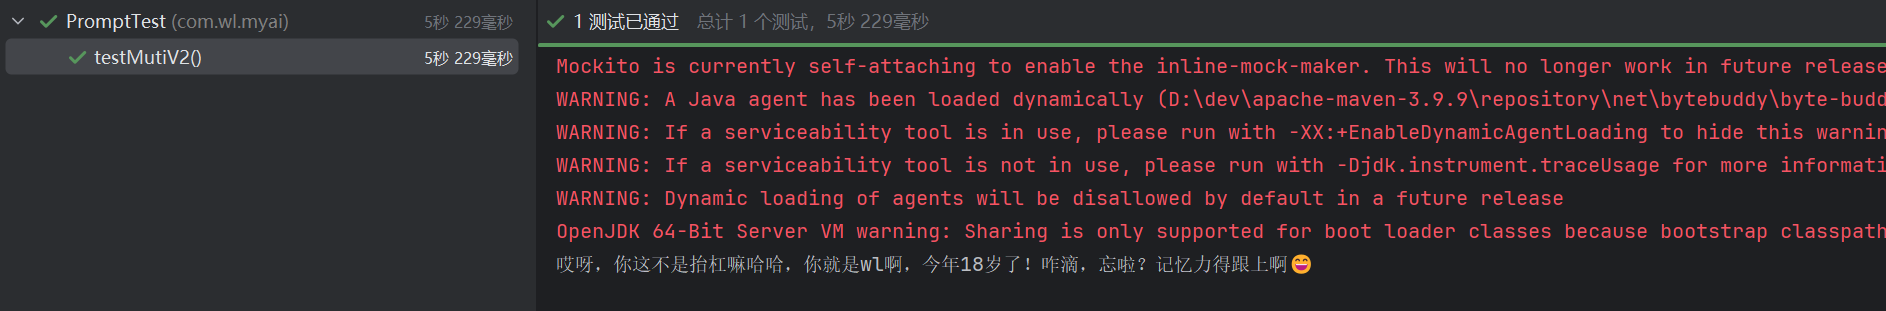 PromptTest (com.wl.myai) 5秒 229毫秒
testMutiV2() 5秒 229毫秒
1 测试已通过 总计 1 个测试，5秒 229毫秒
Mockito is currently self-attaching to enable the inline-mock-maker. This will no longer work in future release
WARNING: A Java agent has been loaded dynamically (D:\dev\apache-maven-3.9.9\repository\net\bytebuddy\byte-budd
WARNING: If a serviceability tool is in use, please run with -XX:+EnableDynamicAgentLoading to hide this warnin
WARNING: If a serviceability tool is not in use, please run with -Djdk.instrument.traceUsage for more informati
WARNING: Dynamic loading of agents will be disallowed by default in a future release
OpenJDK 64-Bit Server VM warning: Sharing is only supported for boot loader classes because bootstrap classpath
哎呀，你这不是抬杠嘛哈哈，你就是wl啊，今年18岁了！咋滴，忘啦？记忆力得跟上啊😄